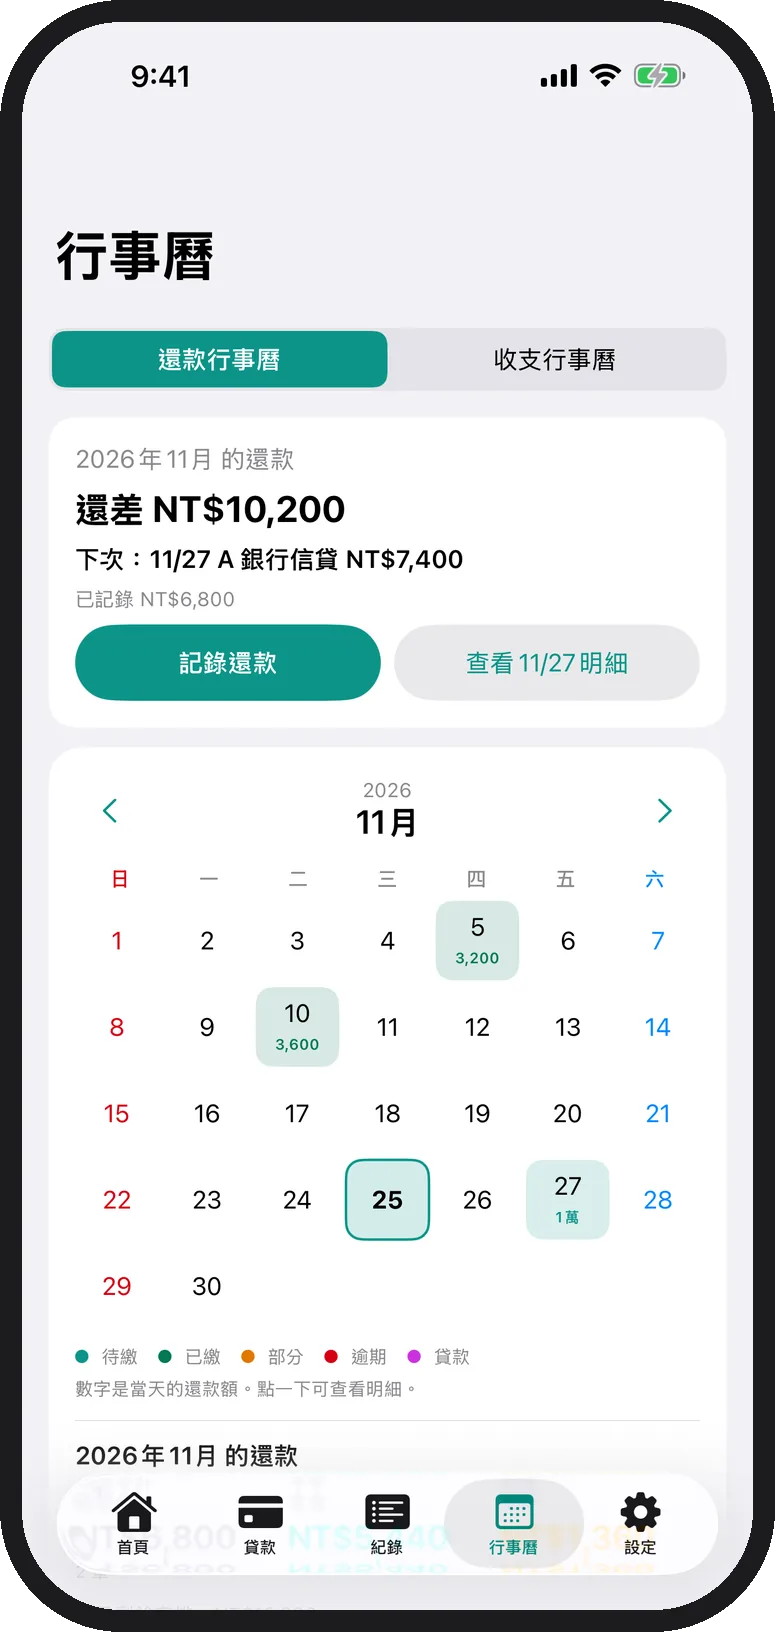 9:41
行事曆
還款行事曆
收支行事曆
2026年11月 的還款
還差 NT$10,200
下次：11/27 A 銀行信貸 NT$7,400
已記錄 NT$6,800
記錄還款
查看 11/27明細
2026
11月
日 一 二 三 四 五 六
1 2 3 4 5 6 7
3,200
8 9 10 11 12 13 14
3,600
15 16 17 18 19 20 21
22 23 24 25 26 27 28
1萬
29 30
待繳 已繳 部分 逾期 貸款
數字是當天的還款額。點一下可查看明細。
2026年11月 的還款
首頁 貸款 紀錄 行事曆 設定